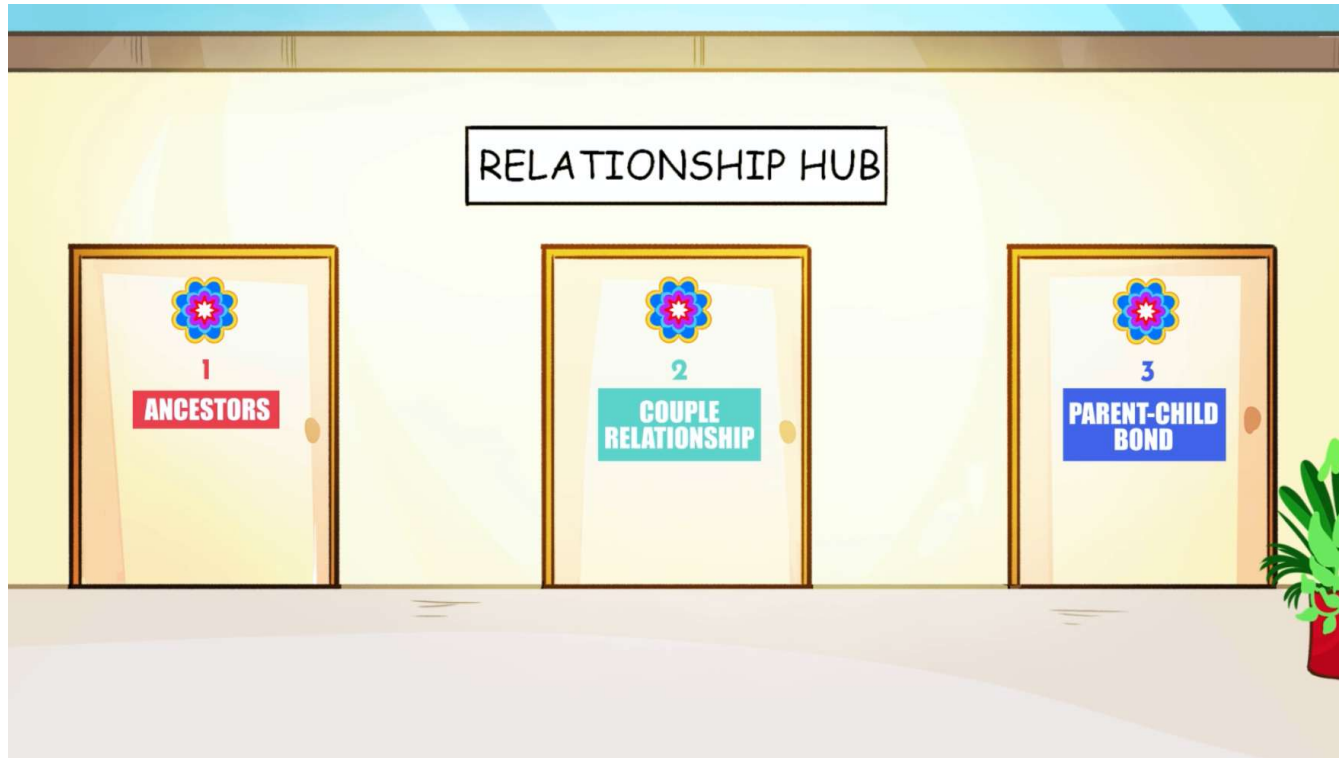 RELATIONSHIP HUB
1
ANCESTORS
2
COUPLE
RELATIONSHIP
3
PARENT-CHILD
BOND